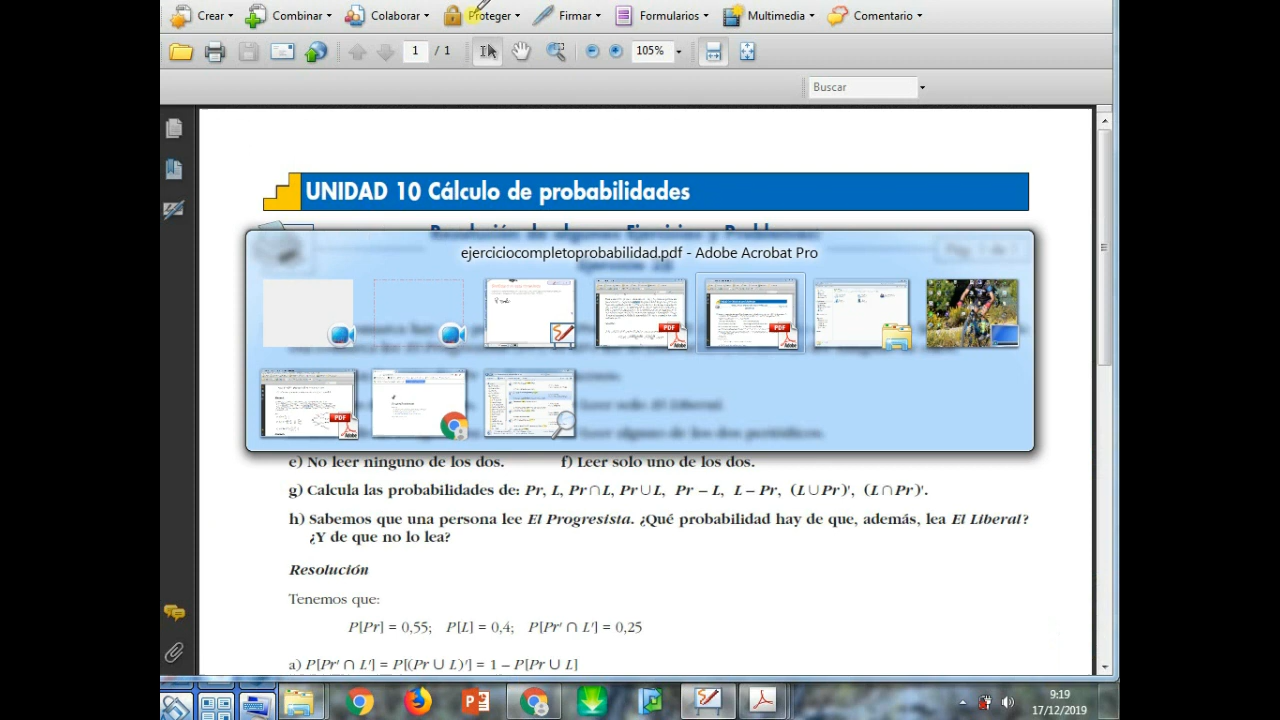 Crear Combinar Colaborar Proteger Firmar Formularios Multimedia Comentario
1 / 1 105%
Buscar
UNIDAD 10 Cálculo de probabilidades
ejerciciocompletoprobabilidad.pdf - Adobe Acrobat Pro
e) No leer ninguno de los dos. f) Leer solo uno de los dos.
g) Calcula las probabilidades de: Pr, L, Pr∩L, Pr∪L, Pr – L, L – Pr, (L∪Pr)', (L∩Pr)'.
h) Sabemos que una persona lee El Progresista. ¿Qué probabilidad hay de que, además, lea El Liberal?
¿Y de que no lo lea?
Resolución
Tenemos que:
P[Pr] = 0,55; P[L] = 0,4; P[Pr' ∩ L'] = 0,25
a) P[Pr' ∩ L'] = P[(Pr ∪ L)'] = 1 – P[Pr ∪ L]
9:19
17/12/2019